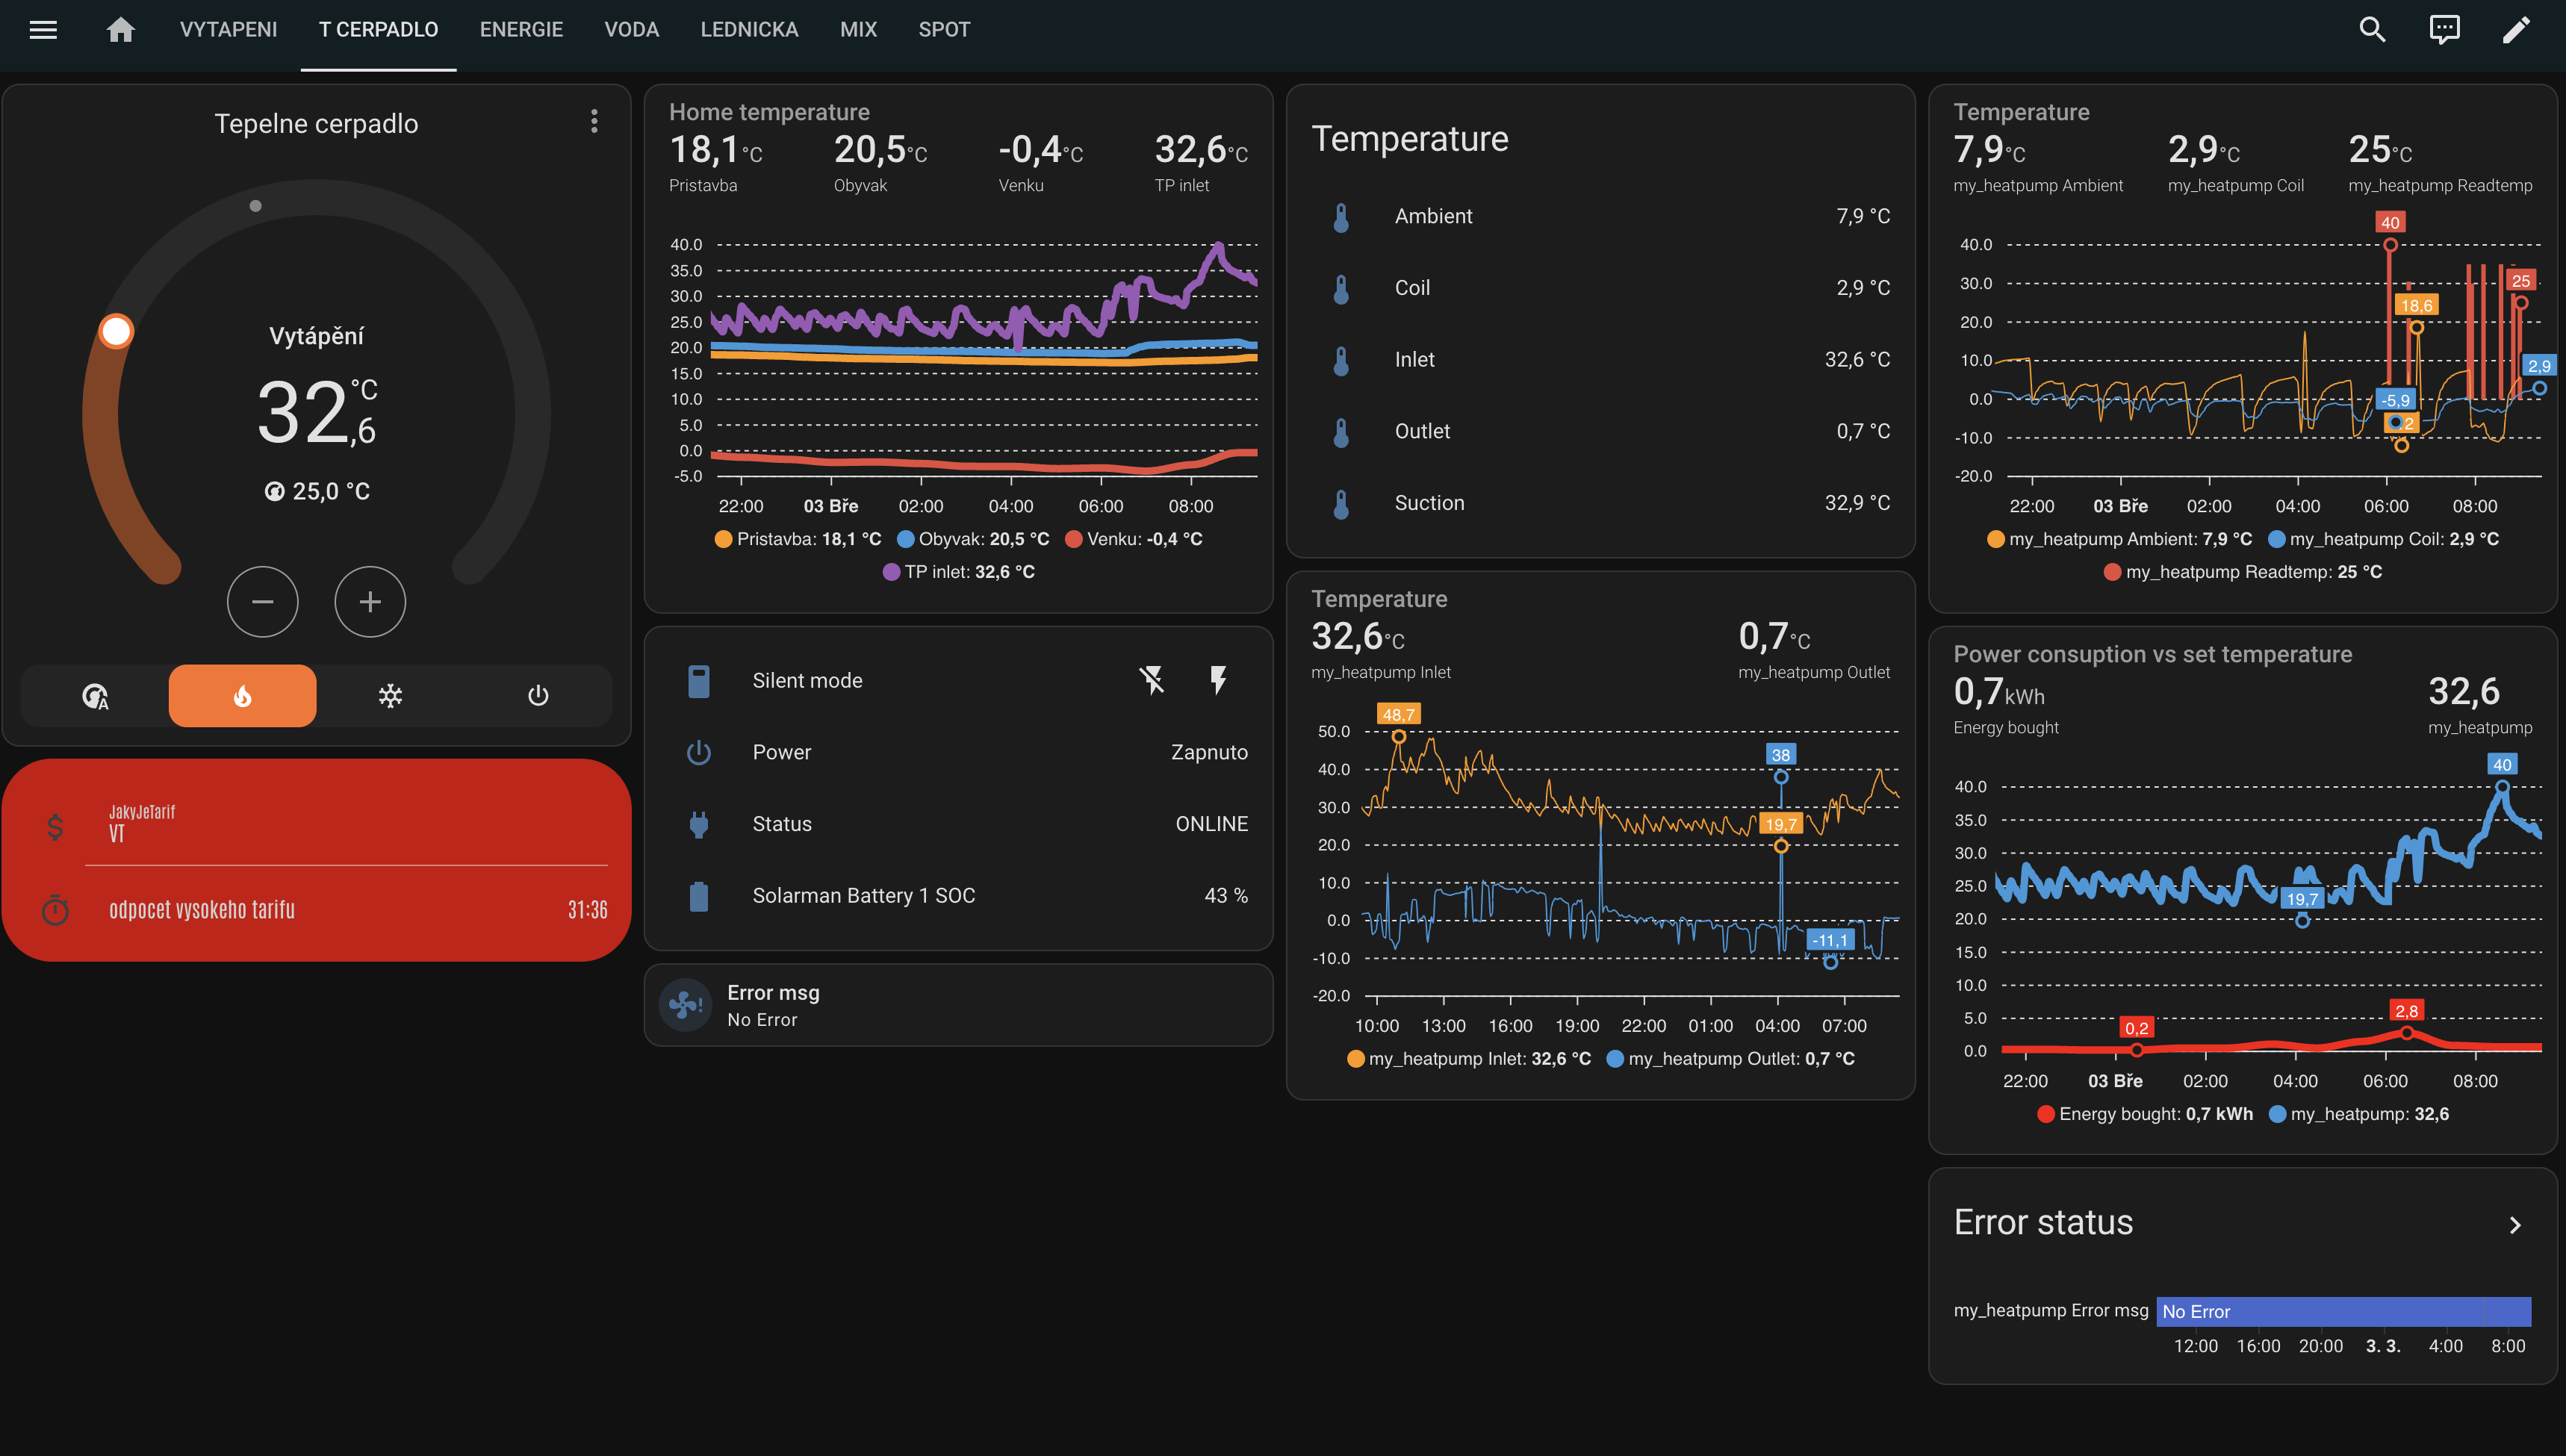 VYTAPENI T CERPADLO ENERGIE VODA LEDNICKA MIX SPOT
Tepelne cerpadlo
Vytápění
32,6 °C
25,0 °C
JakyJeTarif
VT
odpocet vysokeho tarifu 31:36
Home temperature
18,1°C 20,5°C -0,4°C 32,6°C
Pristavba Obyvak Venku TP inlet
40.0
35.0
30.0
25.0
20.0
15.0
10.0
5.0
0.0
-5.0
22:00 03 Bře 02:00 04:00 06:00 08:00
Pristavba: 18,1 °C Obyvak: 20,5 °C Venku: -0,4 °C
TP inlet: 32,6 °C
Silent mode
Power Zapnuto
Status ONLINE
Solarman Battery 1 SOC 43 %
Error msg
No Error
Temperature
Ambient 7,9 °C
Coil 2,9 °C
Inlet 32,6 °C
Outlet 0,7 °C
Suction 32,9 °C
Temperature
32,6°C 0,7°C
my_heatpump Inlet my_heatpump Outlet
48,7
50.0
38
40.0
30.0
19,7
20.0
10.0
0.0
-11,1
-10.0
-20.0
10:00 13:00 16:00 19:00 22:00 01:00 04:00 07:00
my_heatpump Inlet: 32,6 °C my_heatpump Outlet: 0,7 °C
Temperature
7,9°C 2,9°C 25°C
my_heatpump Ambient my_heatpump Coil my_heatpump Readtemp
40
40.0
30.0 25
18,6
20.0
10.0
2,9
0.0 -5,9
-10.0
-20.0
22:00 03 Bře 02:00 04:00 06:00 08:00
my_heatpump Ambient: 7,9 °C my_heatpump Coil: 2,9 °C
my_heatpump Readtemp: 25 °C
Power consuption vs set temperature
0,7kWh 32,6
Energy bought my_heatpump
40
40.0
35.0
30.0
25.0
19,7
20.0
15.0
10.0
2,8
5.0
0,2
0.0
22:00 03 Bře 02:00 04:00 06:00 08:00
Energy bought: 0,7 kWh my_heatpump: 32,6
Error status
my_heatpump Error msg No Error
12:00 16:00 20:00 3. 3. 4:00 8:00